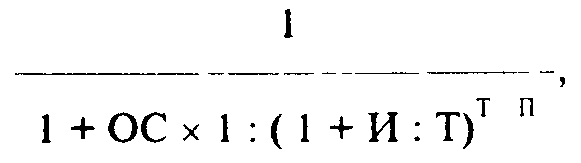 1
,
1 + ОС × 1 : ( 1 + И : Т)Т П